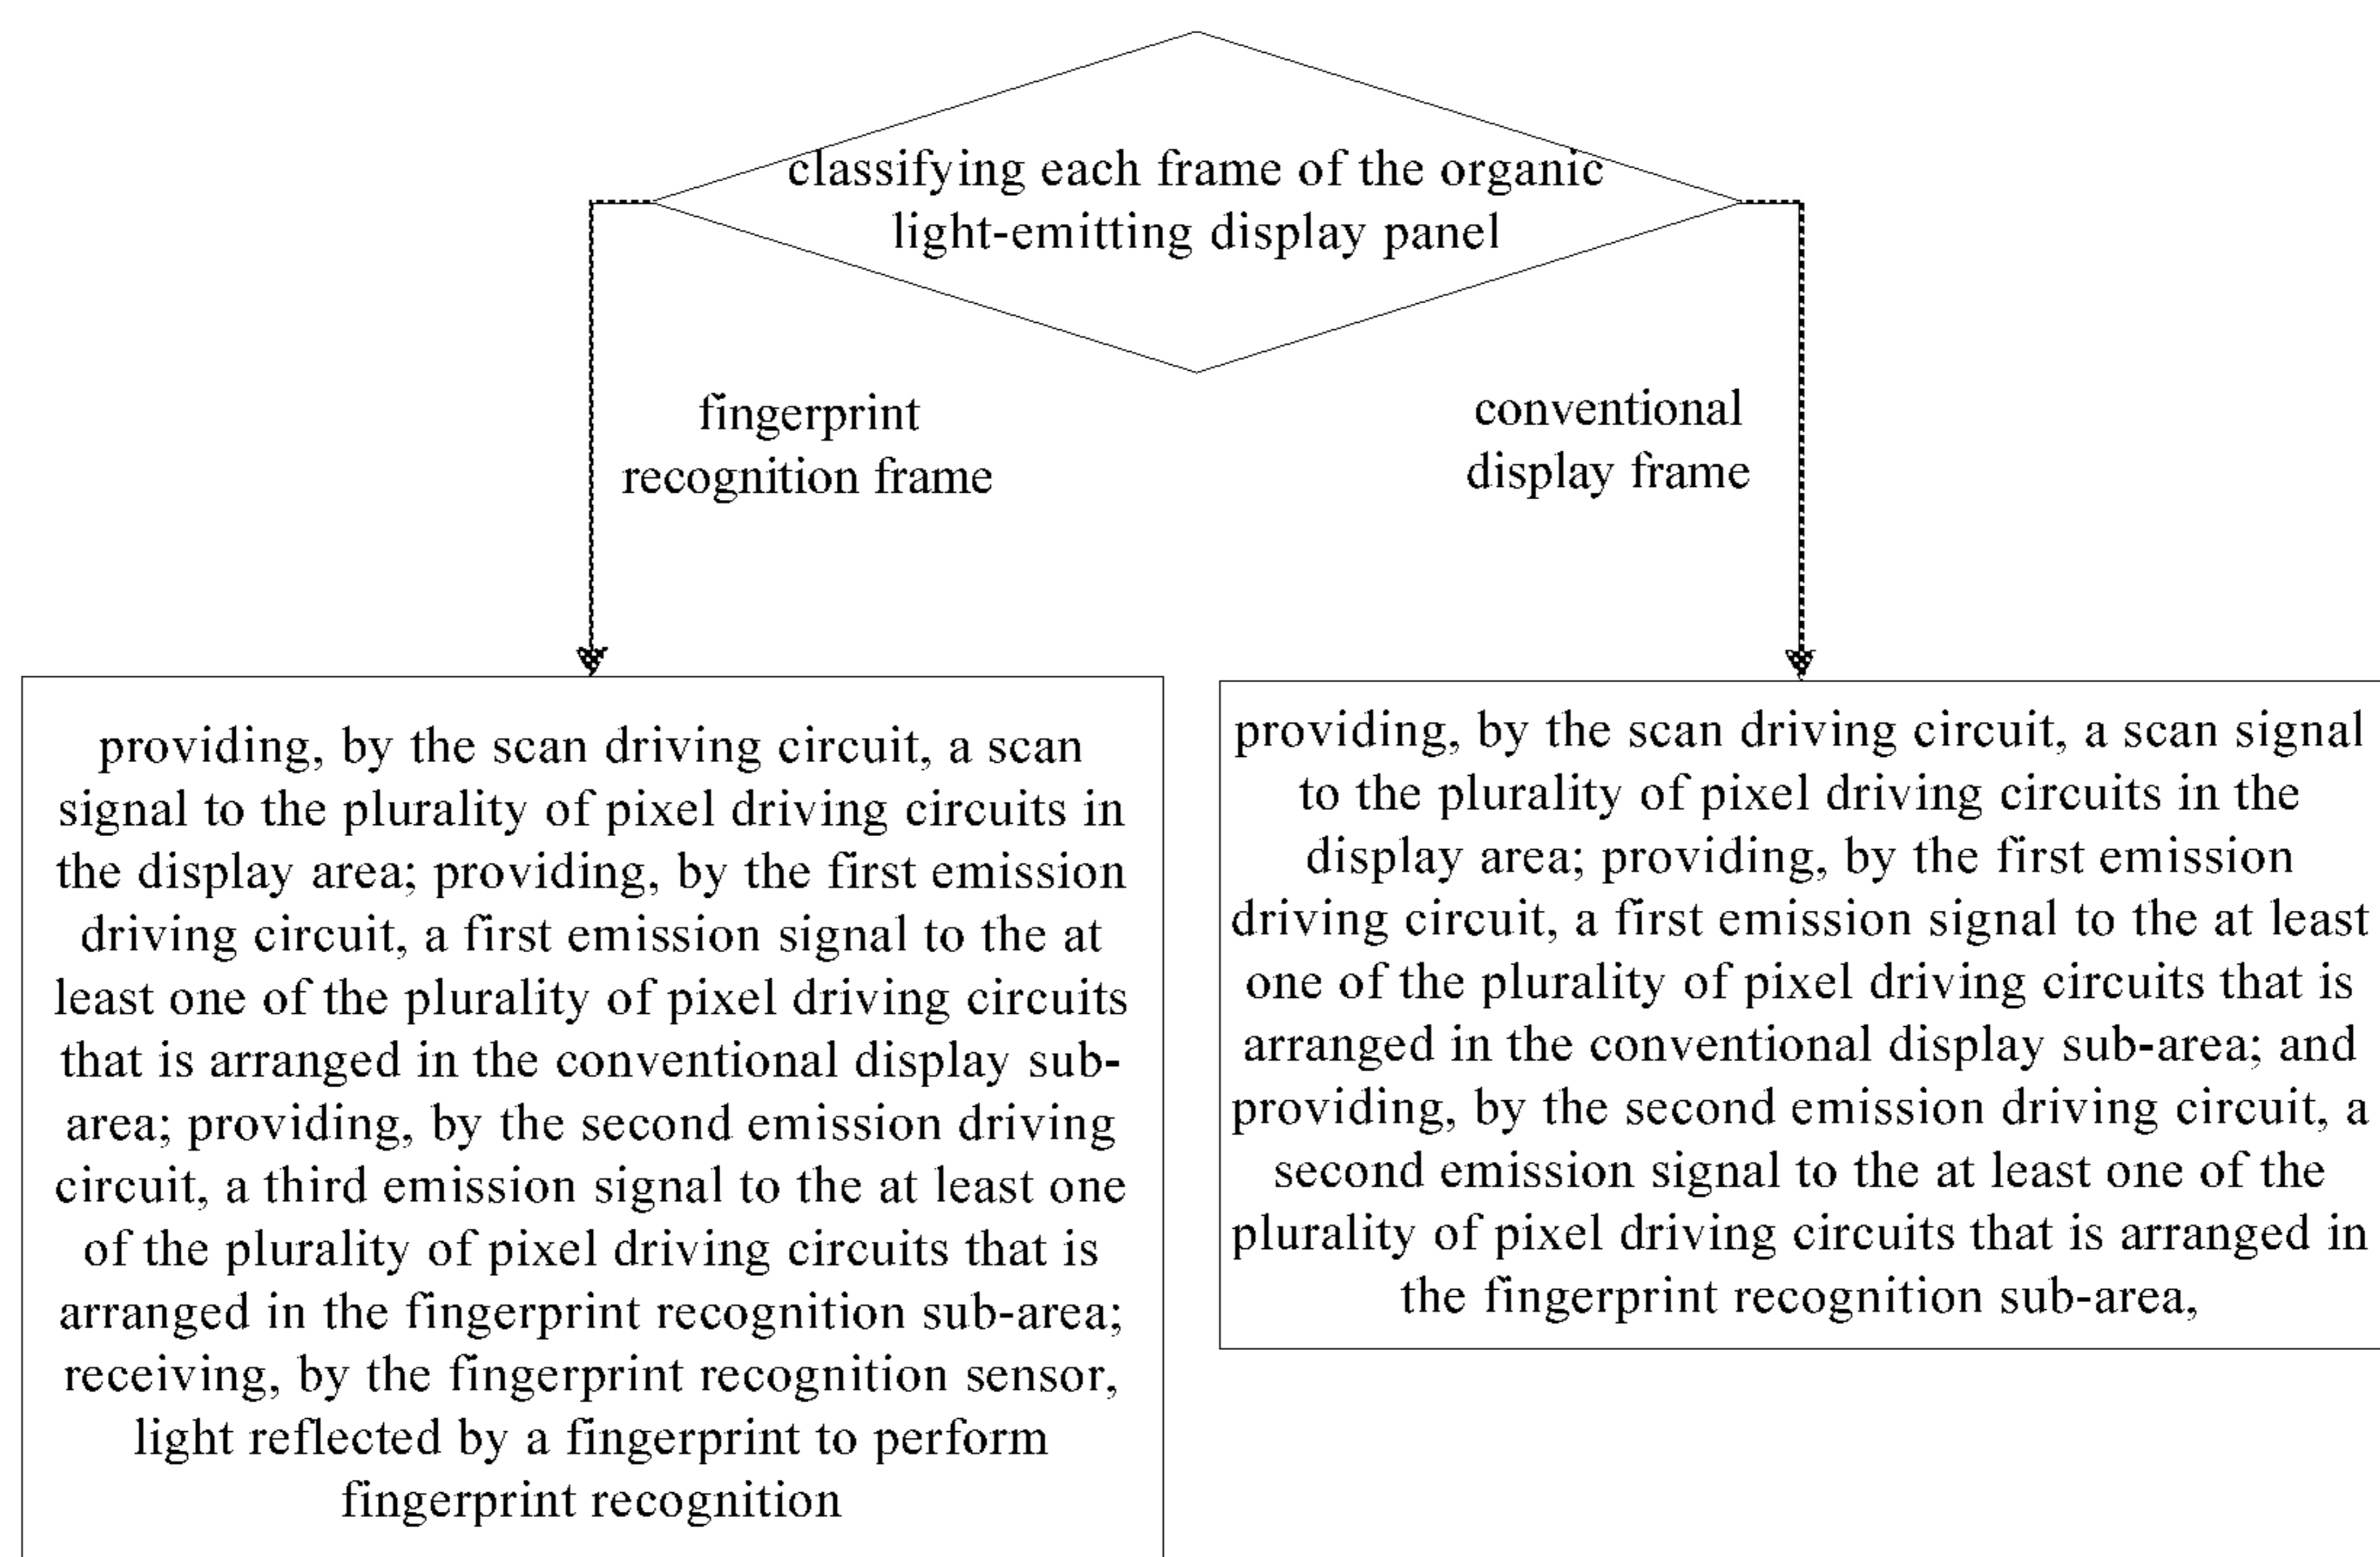 classifying each frame of the organic
light-emitting display panel
fingerprint
recognition frame
conventional
display frame
providing, by the scan driving circuit, a scan
signal to the plurality of pixel driving circuits in
the display area; providing, by the first emission
driving circuit, a first emission signal to the at
least one of the plurality of pixel driving circuits
that is arranged in the conventional display sub-
area; providing, by the second emission driving
circuit, a third emission signal to the at least one
of the plurality of pixel driving circuits that is
arranged in the fingerprint recognition sub-area;
receiving, by the fingerprint recognition sensor,
light reflected by a fingerprint to perform
fingerprint recognition
providing, by the scan driving circuit, a scan signal
to the plurality of pixel driving circuits in the
display area; providing, by the first emission
driving circuit, a first emission signal to the at least
one of the plurality of pixel driving circuits that is
arranged in the conventional display sub-area; and
providing, by the second emission driving circuit, a
second emission signal to the at least one of the
plurality of pixel driving circuits that is arranged in
the fingerprint recognition sub-area,